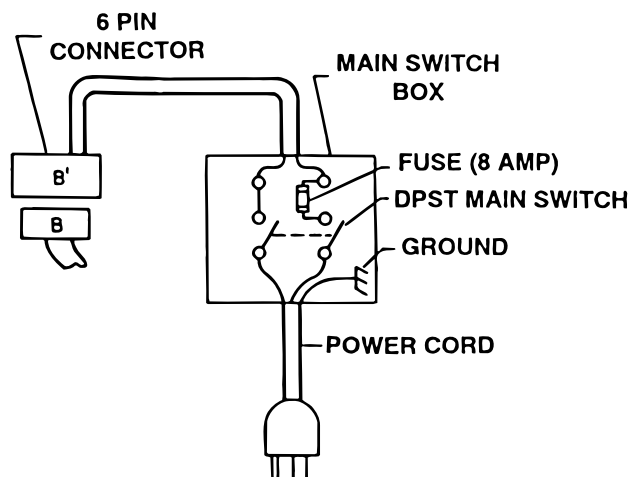 6 PIN
CONNECTOR
MAIN SWITCH
BOX
FUSE (8 AMP)
B'
DPST MAIN SWITCH
B
GROUND
POWER CORD